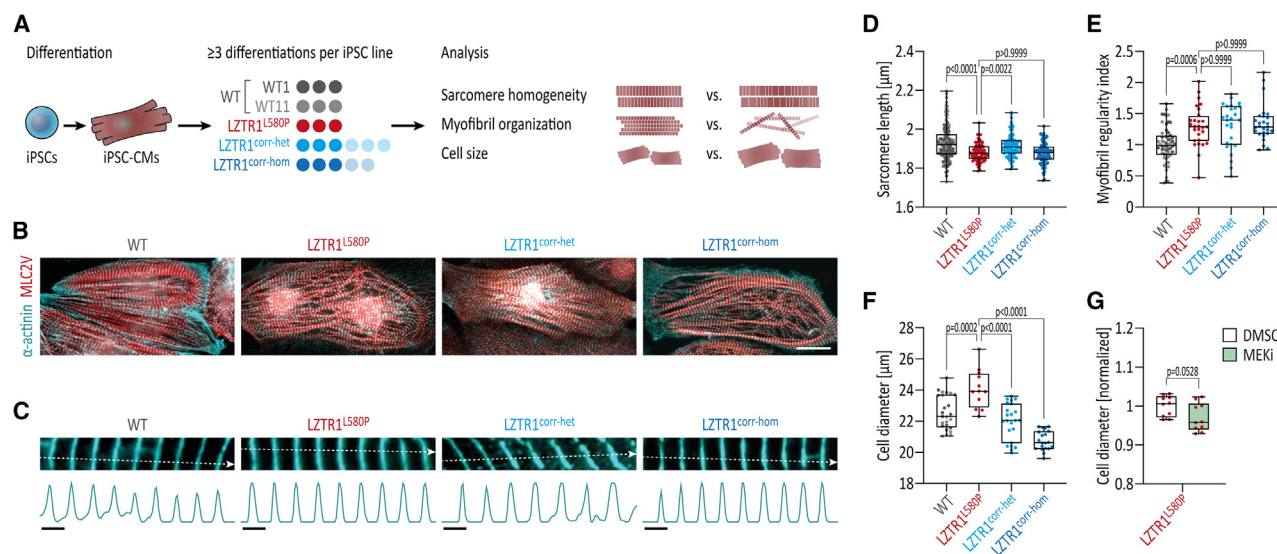 A
Differentiation
≥3 differentiations per iPSC line
Analysis
iPSCs
iPSC-CMs
WT
WT1
WT11
LZTR1L580P
LZTR1corr-het
LZTR1corr-hom
Sarcomere homogeneity
vs.
Myofibril organization
vs.
Cell size
vs.
B
WT
LZTR1L580P
LZTR1corr-het
LZTR1corr-hom
α-actinin MLC2V
C
WT
LZTR1L580P
LZTR1corr-het
LZTR1corr-hom
D
Sarcomere length [µm]
2.4
2.2
2.0
1.8
1.6
p>0.9999
p<0.0001
p=0.0022
WT
LZTR1L580P
LZTR1corr-het
LZTR1corr-hom
E
Myofibril regularity index
2.5
2
1.5
1
0.5
0
p>0.9999
p=0.0006
p>0.9999
WT
LZTR1L580P
LZTR1corr-het
LZTR1corr-hom
F
Cell diameter [µm]
28
26
24
22
20
18
p<0.0001
p=0.0002
p<0.0001
WT
LZTR1L580P
LZTR1corr-het
LZTR1corr-hom
G
Cell diameter [normalized]
1.2
1.1
1.0
0.9
0.8
p=0.0528
LZTR1L580P
DMSO
MEKi